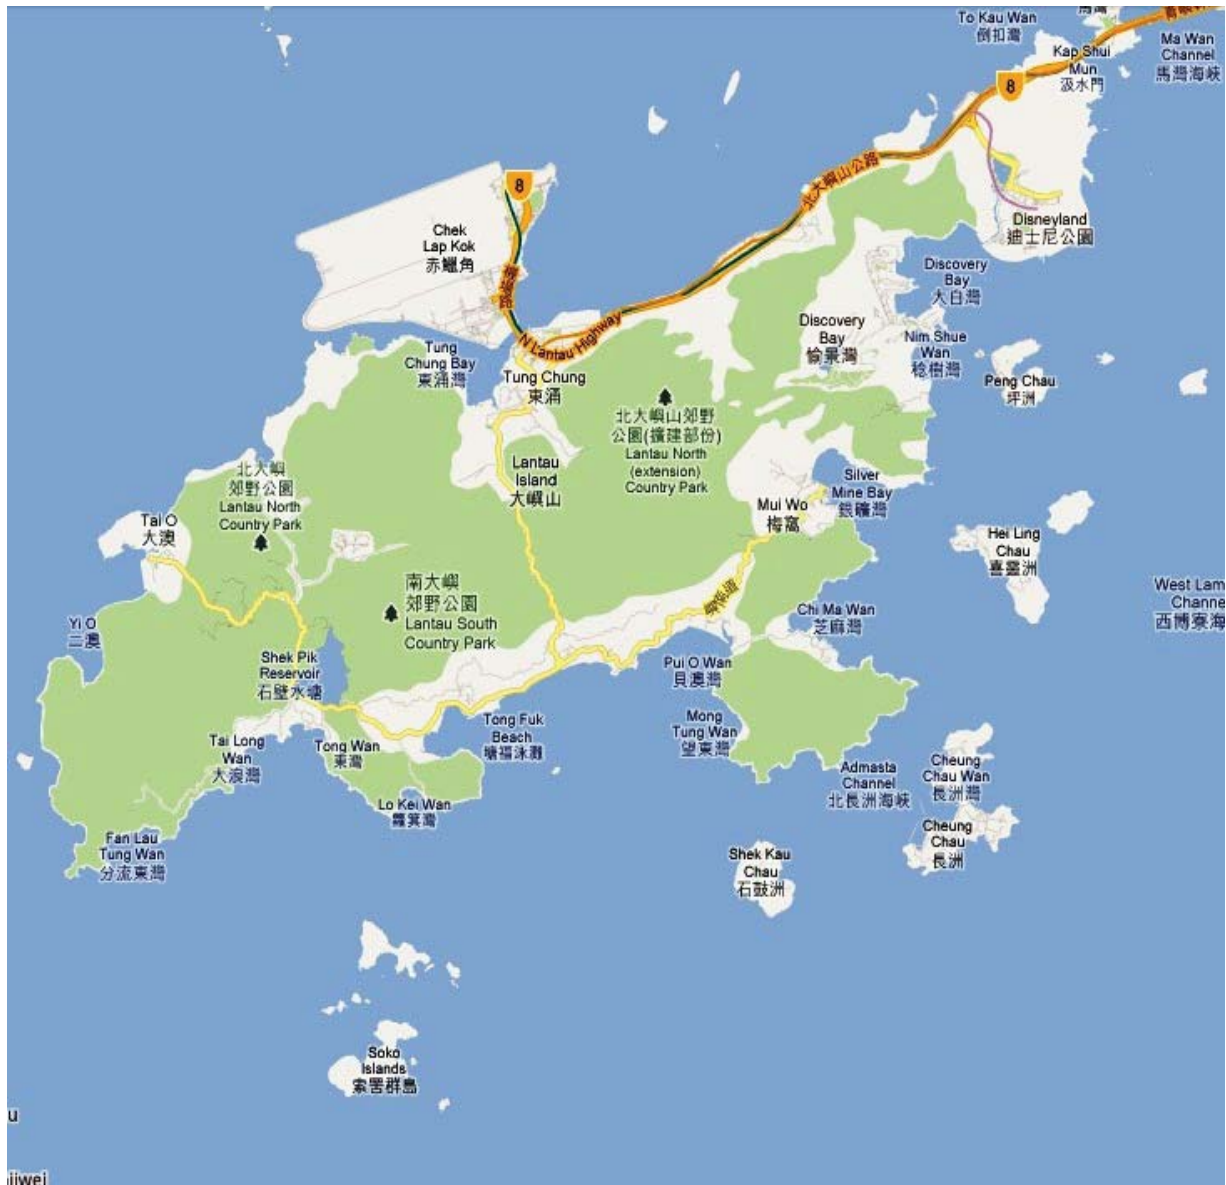 馬灣
To Kau Wan
倒扣灣
Kap Shui
Mun
汲水門
Ma Wan
Channel
馬灣海峽
8
8
北大嶼山公路
Chek
Lap Kok
赤鱲角
Disneyland
迪士尼公園
Discovery
Bay
大白灣
N Lantau Highway
Discovery
Bay
愉景灣
Nim Shue
Wan
稔樹灣
Tung
Chung Bay
東涌灣
Tung Chung
東涌
Peng Chau
坪洲
北大嶼山郊野
公園(擴建部份)
Lantau North
(extension)
Country Park
Lantau
Island
大嶼山
北大嶼
郊野公園
Lantau North
Country Park
Silver
Mine Bay
銀礦灣
Mui Wo
梅窩
Tai O
大澳
Hei Ling
Chau
喜靈洲
南大嶼
郊野公園
Lantau South
Country Park
West Lam
Channe
西博寮海
Chi Ma Wan
芝麻灣
Yi O
二澳
Shek Pik
Reservoir
石壁水塘
Pui O Wan
貝澳灣
Mong
Tung Wan
望東灣
Tong Fuk
Beach
塘福泳灘
Tai Long
Wan
大浪灣
Tong Wan
東灣
Admasta
Channel
北長洲海峽
Cheung
Chau Wan
長洲灣
Lo Kei Wan
籮箕灣
Cheung
Chau
長洲
Fan Lau
Tung Wan
分流東灣
Shek Kau
Chau
石鼓洲
Soko
Islands
索罟群島
u
jiwei